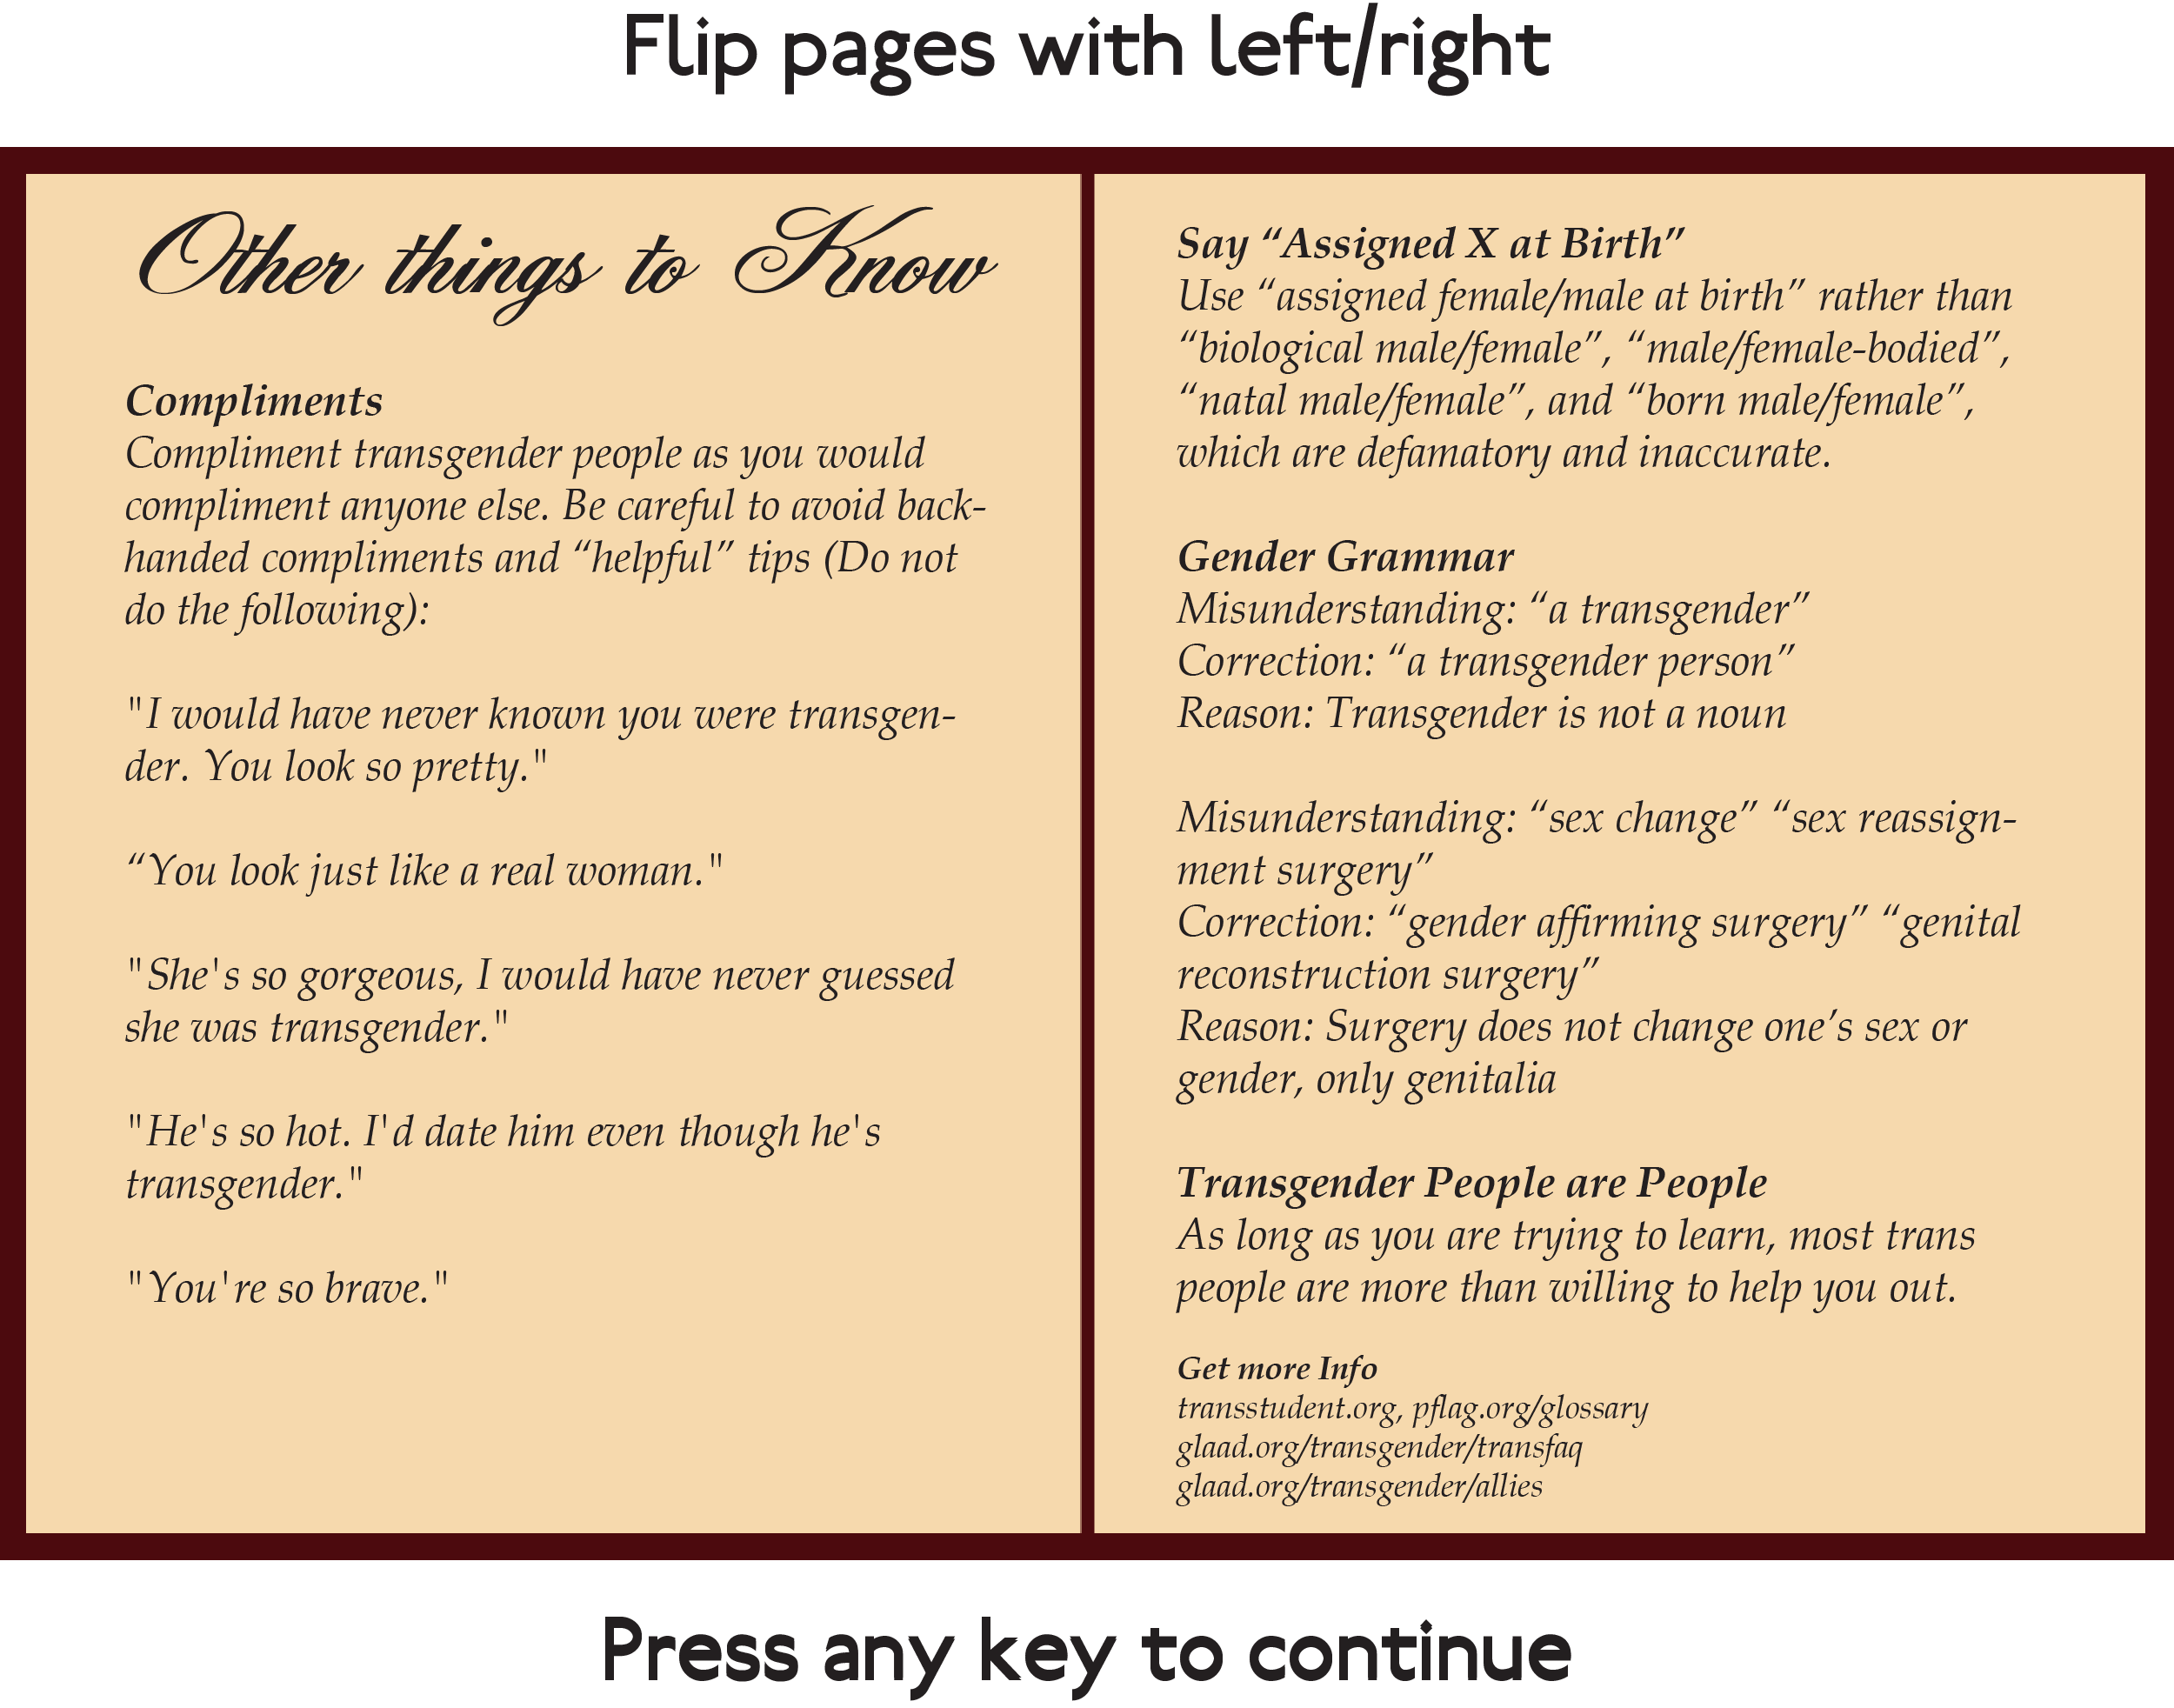 Flip pages with left/right
Other things to Know
Compliments
Compliment transgender people as you would
compliment anyone else. Be careful to avoid back-
handed compliments and “helpful” tips (Do not
do the following):
"I would have never known you were transgen-
der. You look so pretty."
“You look just like a real woman."
"She's so gorgeous, I would have never guessed
she was transgender."
"He's so hot. I'd date him even though he's
transgender."
"You're so brave."
Say “Assigned X at Birth”
Use “assigned female/male at birth” rather than
“biological male/female”, “male/female-bodied”,
“natal male/female”, and “born male/female”,
which are defamatory and inaccurate.
Gender Grammar
Misunderstanding: “a transgender”
Correction: “a transgender person”
Reason: Transgender is not a noun
Misunderstanding: “sex change” “sex reassign-
ment surgery”
Correction: “gender affirming surgery” “genital
reconstruction surgery”
Reason: Surgery does not change one’s sex or
gender, only genitalia
Transgender People are People
As long as you are trying to learn, most trans
people are more than willing to help you out.
Get more Info
transstudent.org, pflag.org/glossary
glaad.org/transgender/transfaq
glaad.org/transgender/allies
Press any key to continue